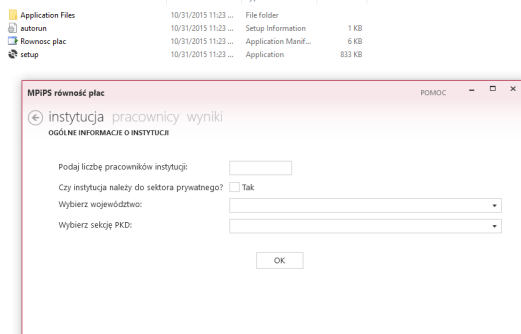 Application Files 10/31/2015 11:23 ... File folder
autorun 10/31/2015 11:23 ... Setup Information 1 KB
Rownosc plac 10/31/2015 11:23 ... Application Manif... 6 KB
setup 10/31/2015 11:23 ... Application 833 KB
MPiPS równość płac POMOC
instytucja pracownicy wyniki
OGÓLNE INFORMACJE O INSTYTUCJI
Podaj liczbę pracowników instytucji:
Czy instytucja należy do sektora prywatnego? Tak
Wybierz województwo:
Wybierz sekcję PKD:
OK